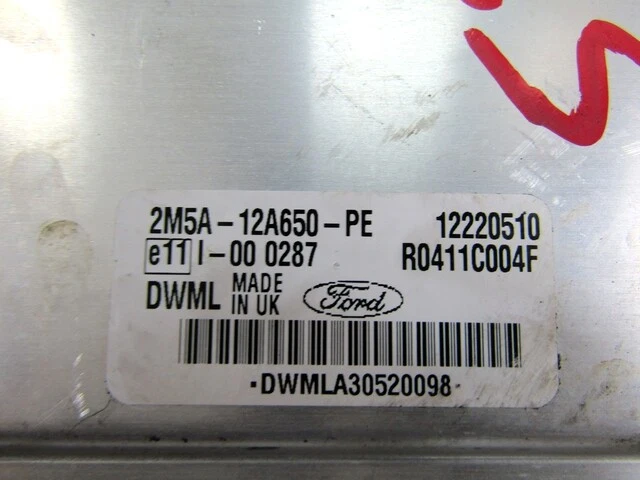 2M5A-12A650-PE 12220510
e11 I-00 0287 R0411C004F
DWML MADE IN UK Ford
·DWMLA30520098·